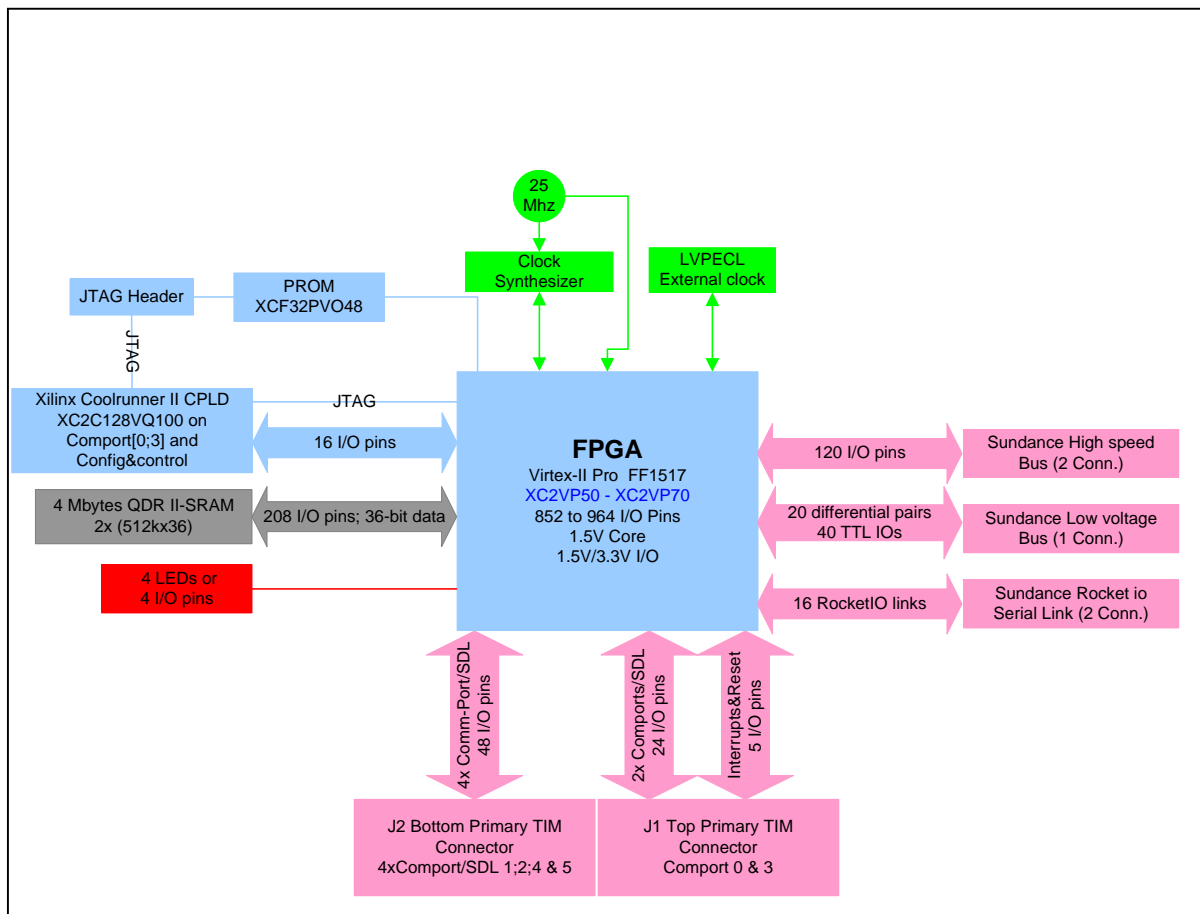 25
Mhz
Clock
Synthesizer
LVPECL
External clock
JTAG Header
PROM
XCF32PVO48
JTAG
Xilinx Coolrunner II CPLD
XC2C128VQ100 on
Comport[0;3] and
Config&control
JTAG
16 I/O pins
4 Mbytes QDR II-SRAM
2x (512kx36)
208 I/O pins; 36-bit data
4 LEDs or
4 I/O pins
FPGA
Virtex-II Pro FF1517
XC2VP50 - XC2VP70
852 to 964 I/O Pins
1.5V Core
1.5V/3.3V I/O
120 I/O pins
Sundance High speed
Bus (2 Conn.)
20 differential pairs
40 TTL IOs
Sundance Low voltage
Bus (1 Conn.)
16 RocketIO links
Sundance Rocket io
Serial Link (2 Conn.)
4x Comm-Port/SDL
48 I/O pins
2x Comports/SDL
24 I/O pins
Interrupts&Reset
5 I/O pins
J2 Bottom Primary TIM
Connector
4xComport/SDL 1;2;4 & 5
J1 Top Primary TIM
Connector
Comport 0 & 3